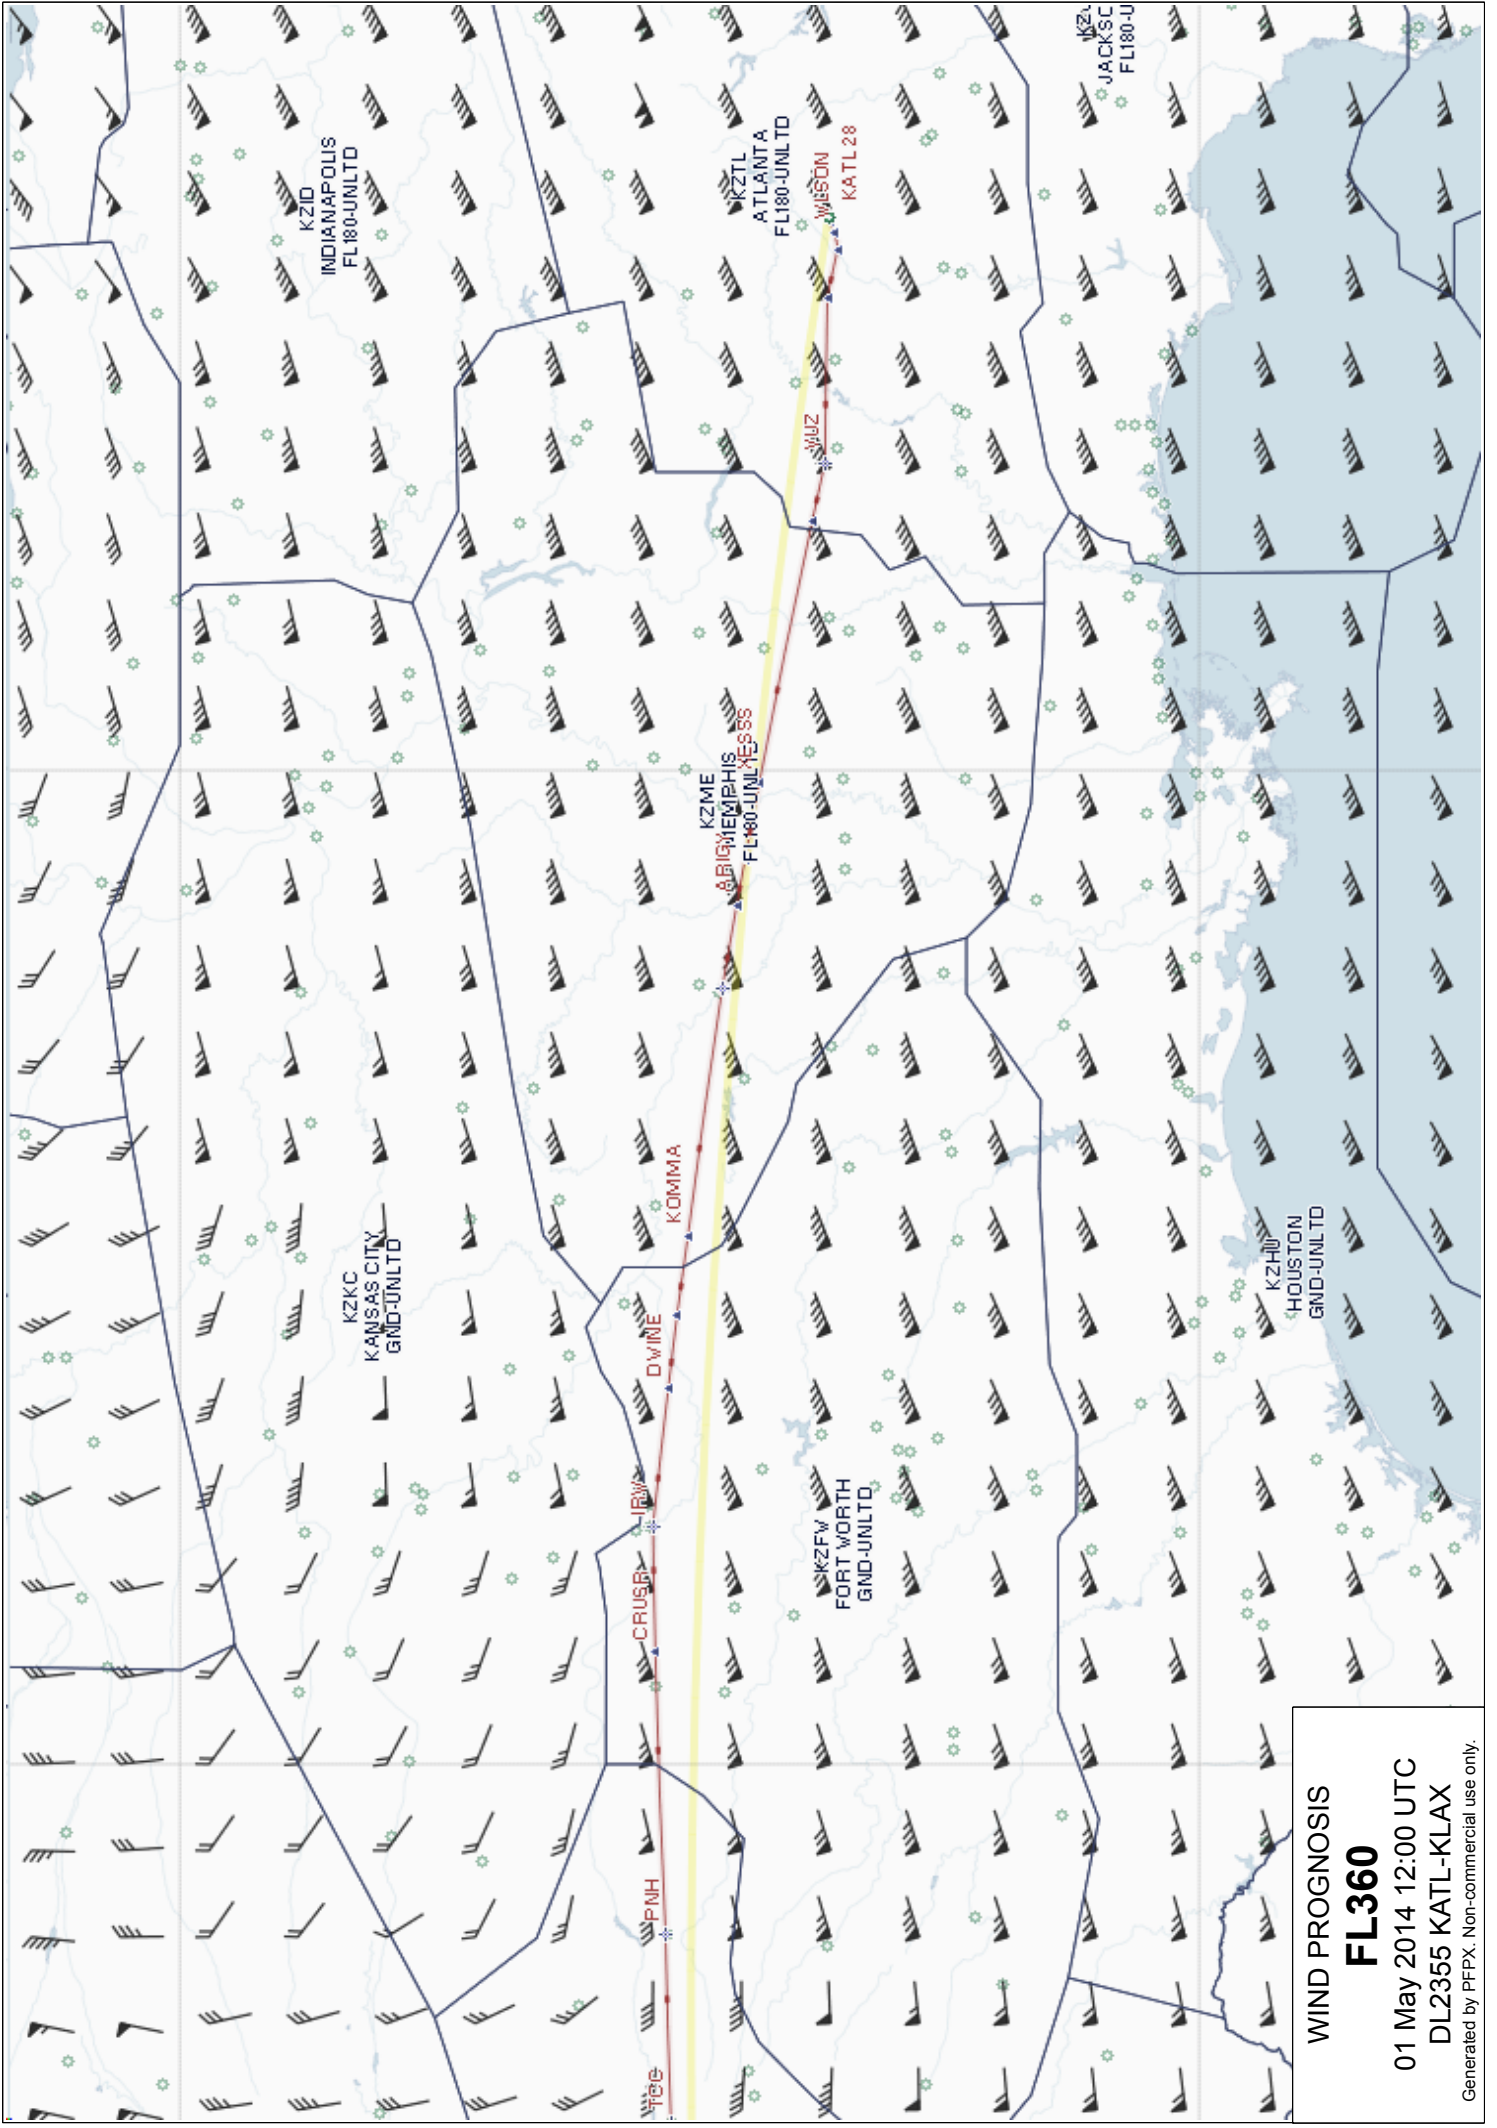 KZID
INDIANAPOLIS
FL180-UNLTD
KZTL
ATLANTA
FL180-UNLTD
JACKSC
FL180-U
KATL 28
VUZ
KZME
MEMPHIS
FL180-UNLTD
ARIGY
KOMMA
KZKC
KANSAS CITY
GND-UNLTD
DWINE
IRW
KZFW
FORT WORTH
GND-UNLTD
KZHU
HOUSTON
GND-UNLTD
CRUSR
PNH
TCC
WIND PROGNOSIS
FL360
01 May 2014 12:00 UTC
DL2355 KATL-KLAX
Generated by PFPX. Non-commercial use only.